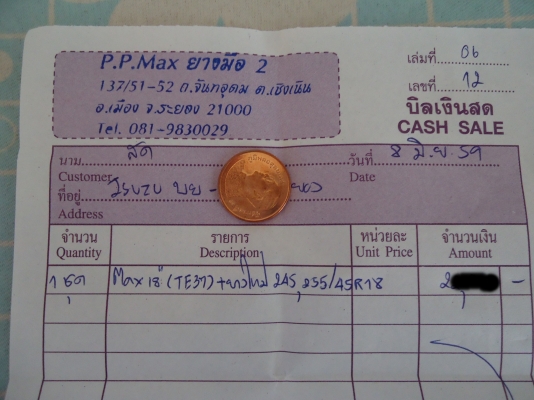 P.P.Max ยางมือ 2
137/51-52 ถ.จันทอุดม ต.เชิงเนิน
อ.เมือง จ.ระยอง 21000
Tel. 081-9830029
เล่มที่ 06
เลขที่ 12
บิลเงินสด
CASH SALE
นาม สัด วันที่ 8 มิ.ย. 59
Customer Date
ที่อยู่
Address
จำนวน รายการ หน่วยละ จำนวนเงิน
Quantity Description Unit Price Amount
1 ชุด Max 18" (TE37) + ยางใหม่ 245, 255/45R18 2 -